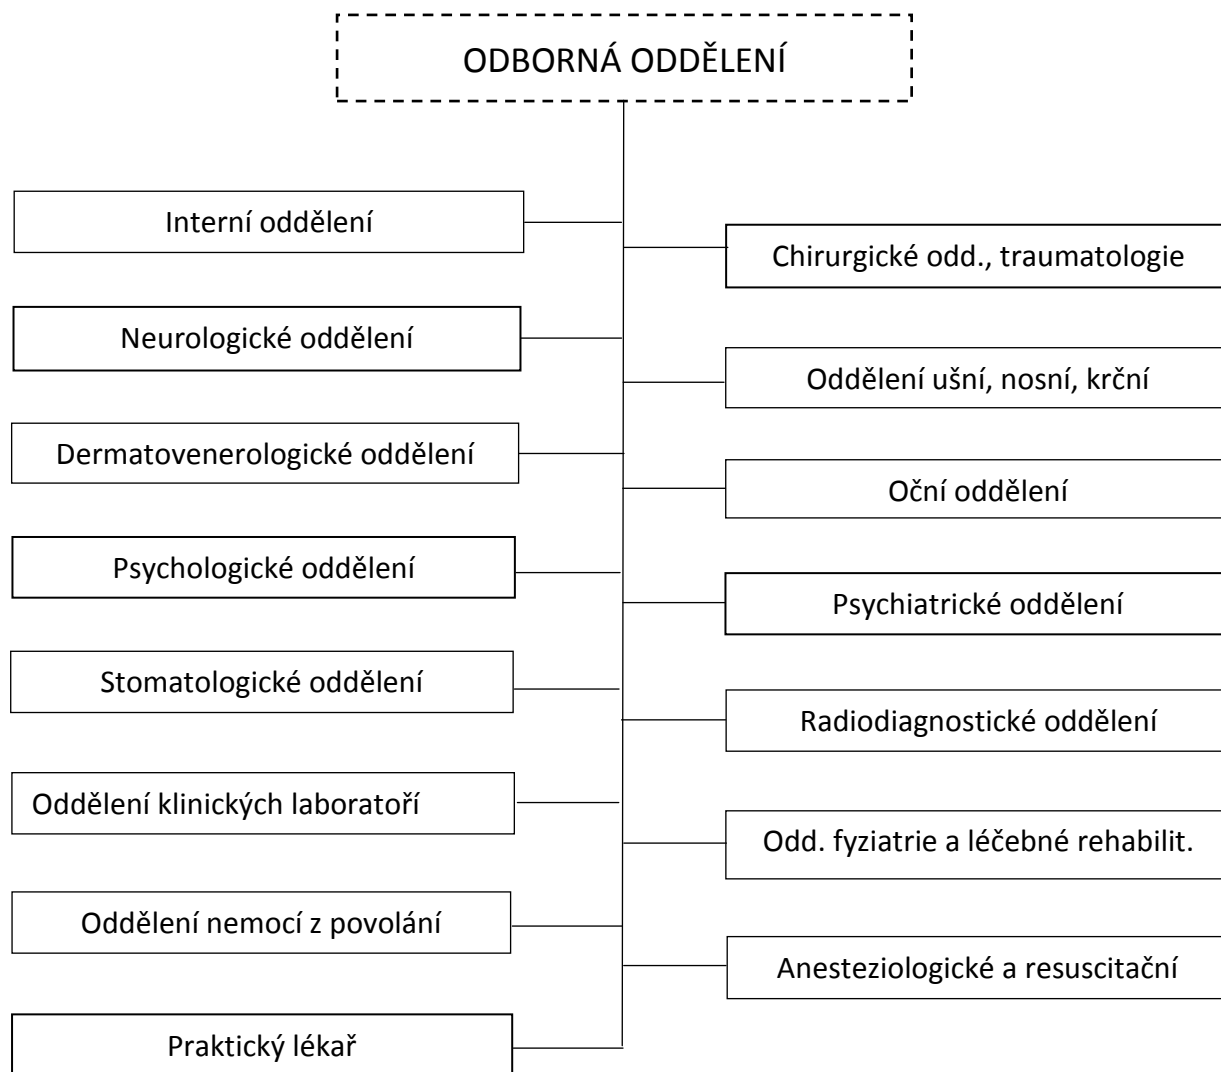 ODBORNÁ ODDĚLENÍ
Interní oddělení
Chirurgické odd., traumatologie
Neurologické oddělení
Oddělení ušní, nosní, krční
Dermatovenerologické oddělení
Oční oddělení
Psychologické oddělení
Psychiatrické oddělení
Stomatologické oddělení
Radiodiagnostické oddělení
Oddělení klinických laboratoří
Odd. fyziatrie a léčebné rehabilit.
Oddělení nemocí z povolání
Anesteziologické a resuscitační
Praktický lékař